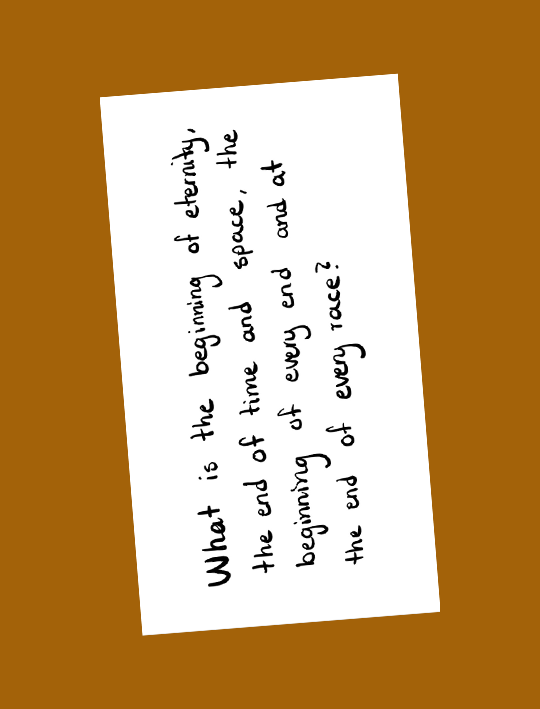 What is the beginning of eternity,
the end of time and space, the
beginning of every end and at
the end of every race?